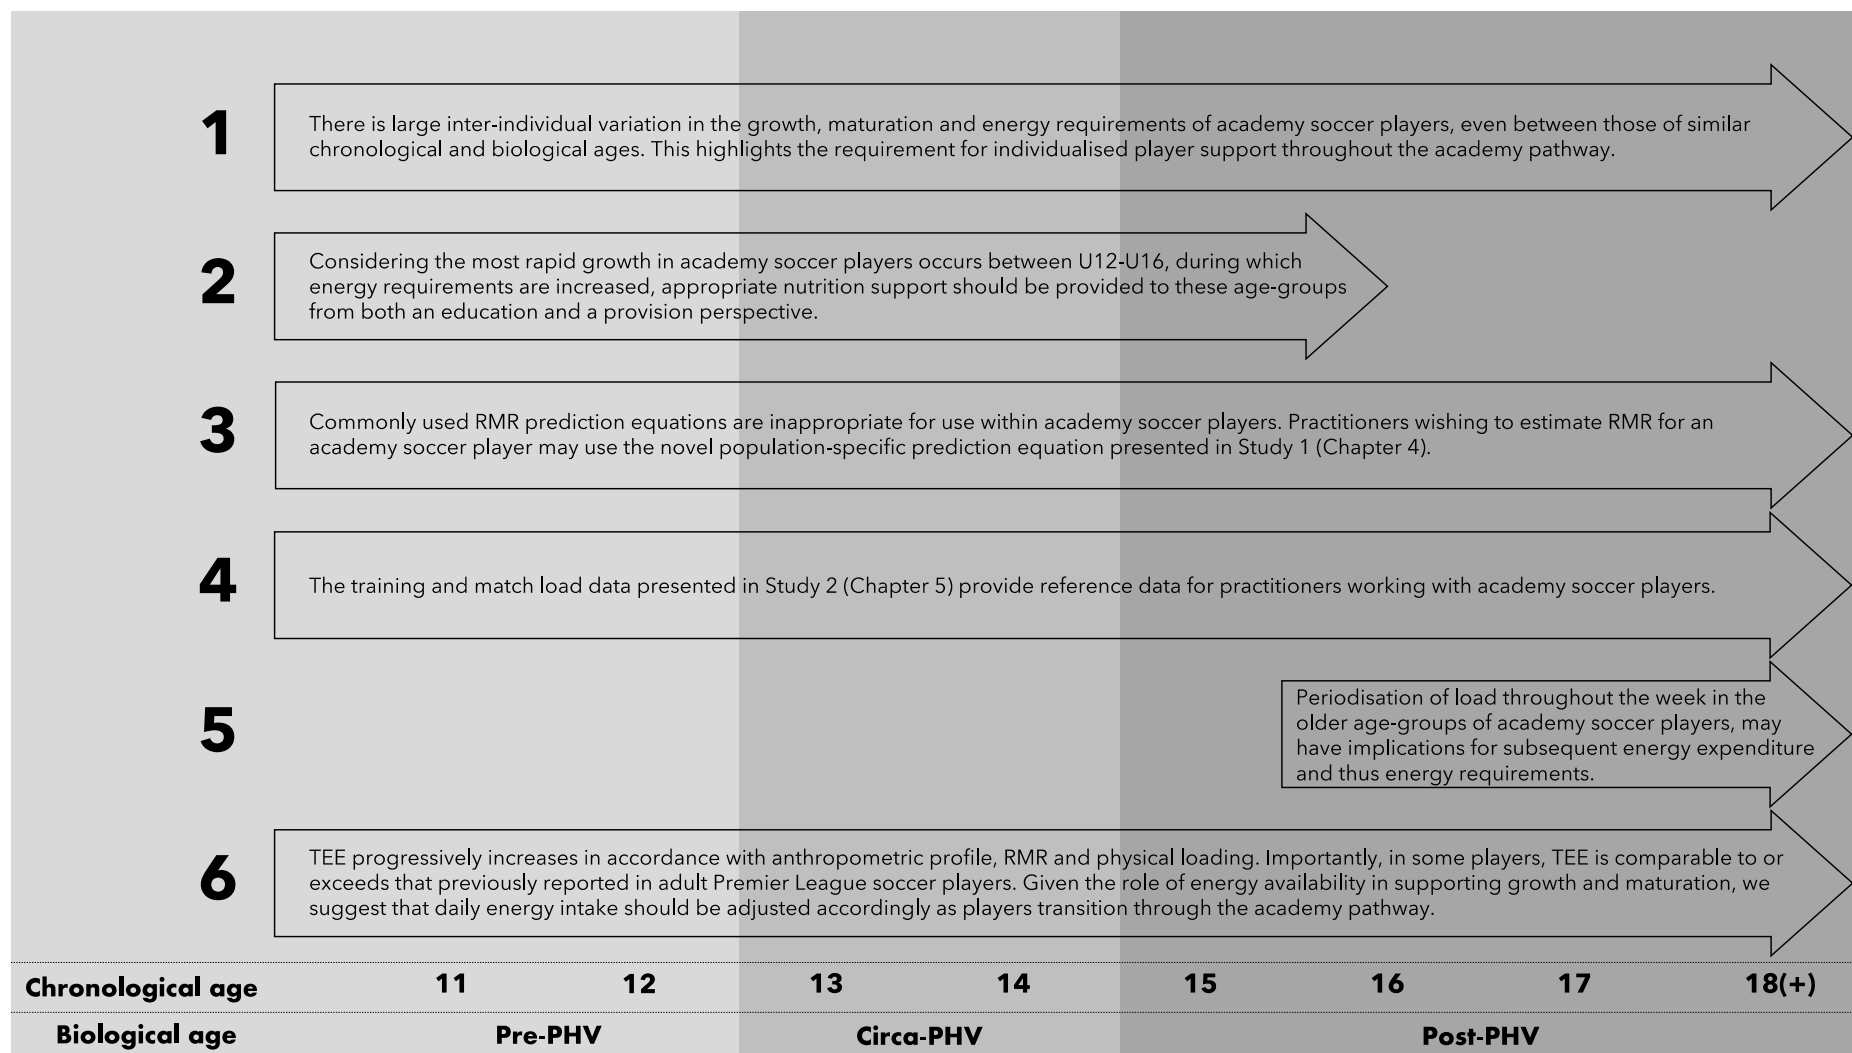 1
There is large inter-individual variation in the growth, maturation and energy requirements of academy soccer players, even between those of similar
chronological and biological ages. This highlights the requirement for individualised player support throughout the academy pathway.
2
Considering the most rapid growth in academy soccer players occurs between U12-U16, during which
energy requirements are increased, appropriate nutrition support should be provided to these age-groups
from both an education and a provision perspective.
3
Commonly used RMR prediction equations are inappropriate for use within academy soccer players. Practitioners wishing to estimate RMR for an
academy soccer player may use the novel population-specific prediction equation presented in Study 1 (Chapter 4).
4
The training and match load data presented in Study 2 (Chapter 5) provide reference data for practitioners working with academy soccer players.
5
Periodisation of load throughout the week in the
older age-groups of academy soccer players, may
have implications for subsequent energy expenditure
and thus energy requirements.
6
TEE progressively increases in accordance with anthropometric profile, RMR and physical loading. Importantly, in some players, TEE is comparable to or
exceeds that previously reported in adult Premier League soccer players. Given the role of energy availability in supporting growth and maturation, we
suggest that daily energy intake should be adjusted accordingly as players transition through the academy pathway.
Chronological age 11 12 13 14 15 16 17 18(+)
Biological age Pre-PHV Circa-PHV Post-PHV